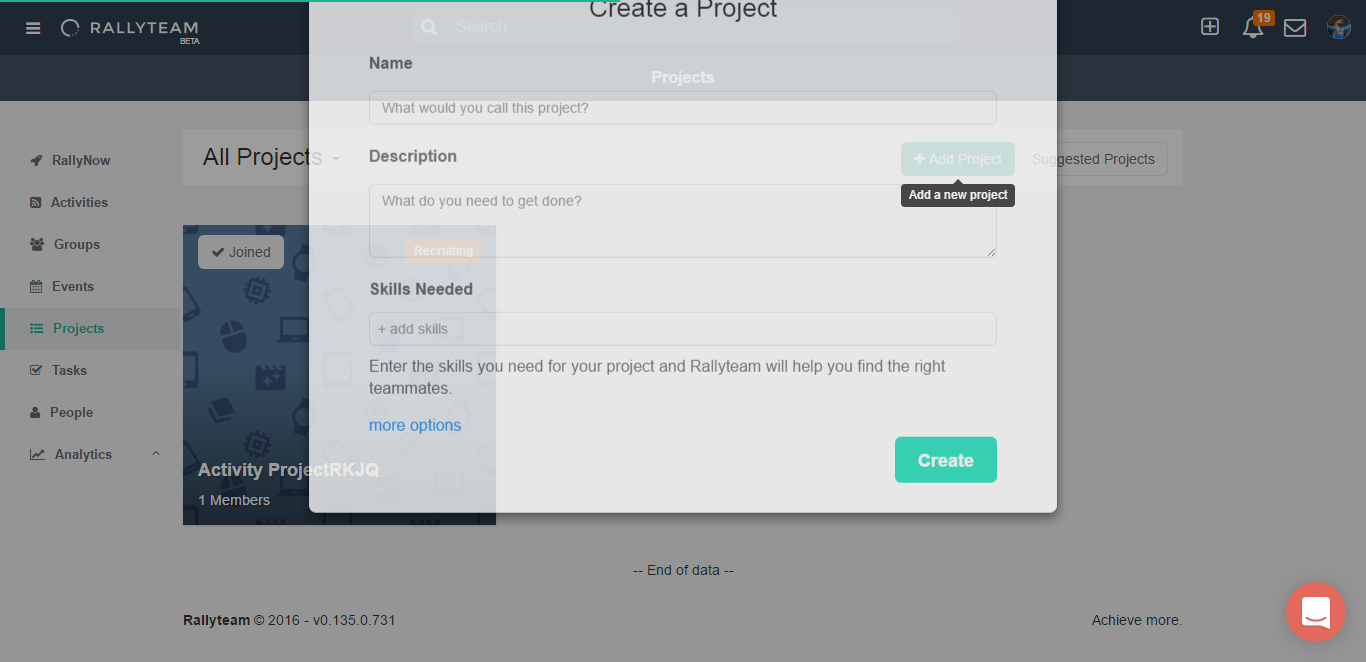 Create a Project
RALLYTEAM
BETA
Search
19
Name
Projects
What would you call this project?
RallyNow
All Projects
Description
+ Add Project
Suggested Projects
Add a new project
Activities
What do you need to get done?
Groups
Joined
Recruiting
Events
Skills Needed
Projects
+ add skills
Tasks
Enter the skills you need for your project and Rallyteam will help you find the right
teammates.
People
more options
Analytics
Create
Activity ProjectRKJQ
1 Members
-- End of data --
Rallyteam © 2016 - v0.135.0.731
Achieve more.